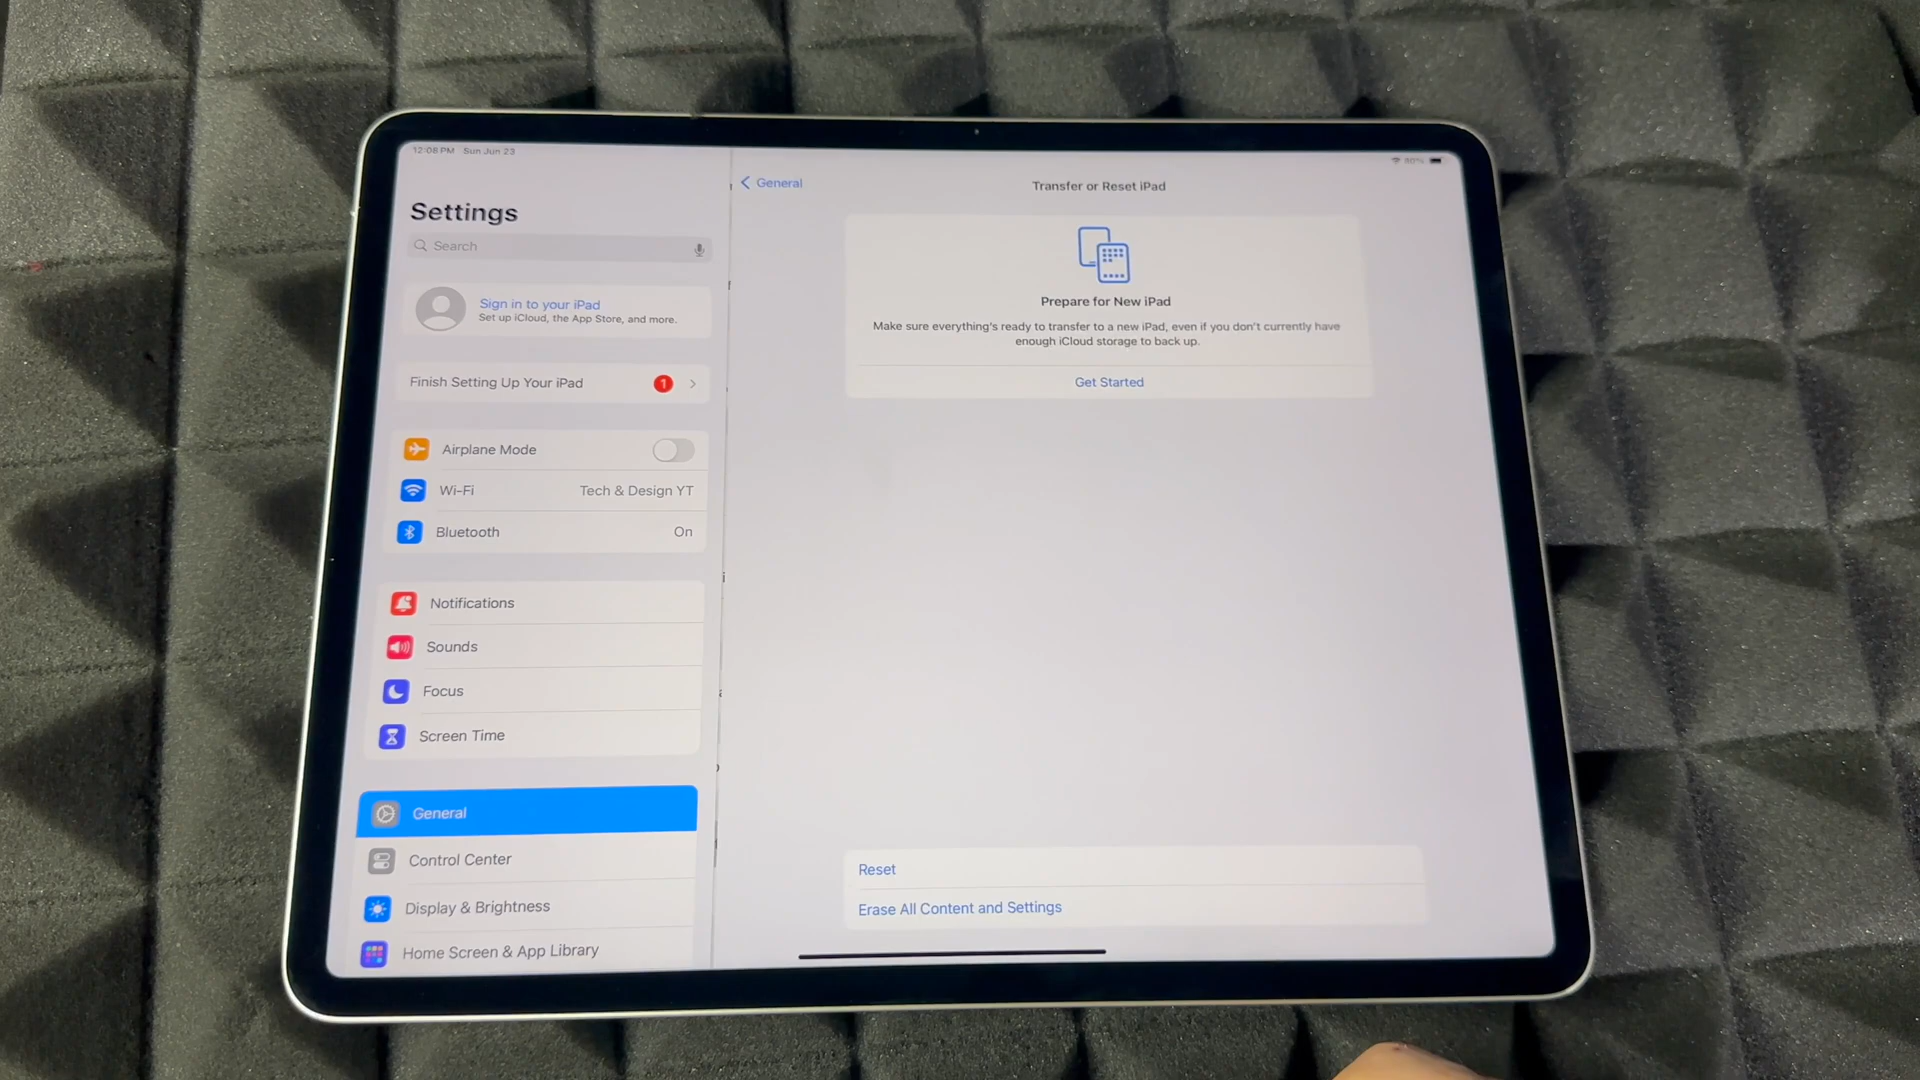 12:08 PM Sun Jun 23
80%
Settings
Search
Sign in to your iPad
Set up iCloud, the App Store, and more.
Finish Setting Up Your iPad 1
Airplane Mode
Wi-Fi Tech & Design YT
Bluetooth On
Notifications
Sounds
Focus
Screen Time
General
Control Center
Display & Brightness
Home Screen & App Library
General
Transfer or Reset iPad
Prepare for New iPad
Make sure everything's ready to transfer to a new iPad, even if you don't currently have
enough iCloud storage to back up.
Get Started
Reset
Erase All Content and Settings